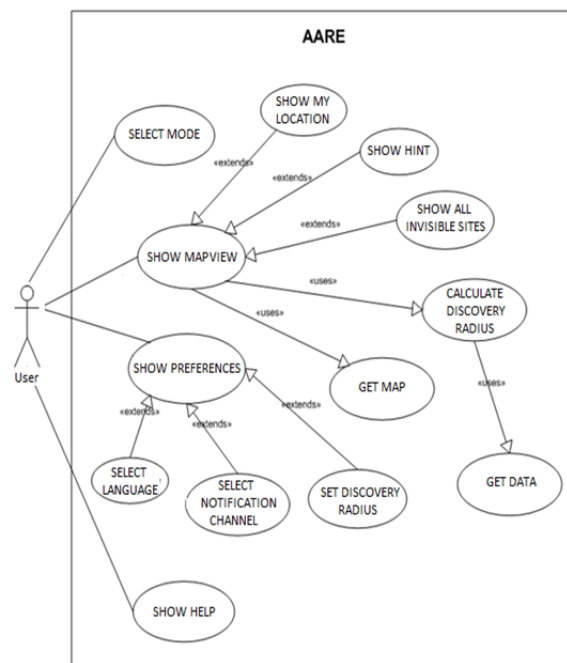 AARE
SHOW MY
LOCATION
SELECT MODE
«extends»
SHOW HINT
«extends»
SHOW ALL
INVISIBLE SITES
«extends»
SHOW MAPVIEW
«uses»
CALCULATE
DISCOVERY
RADIUS
«uses»
User
SHOW PREFERENCES
GET MAP
«uses»
«extends»
«extends»
«extends»
SELECT
LANGUAGE
SELECT
NOTIFICATION
CHANNEL
SET DISCOVERY
RADIUS
GET DATA
SHOW HELP